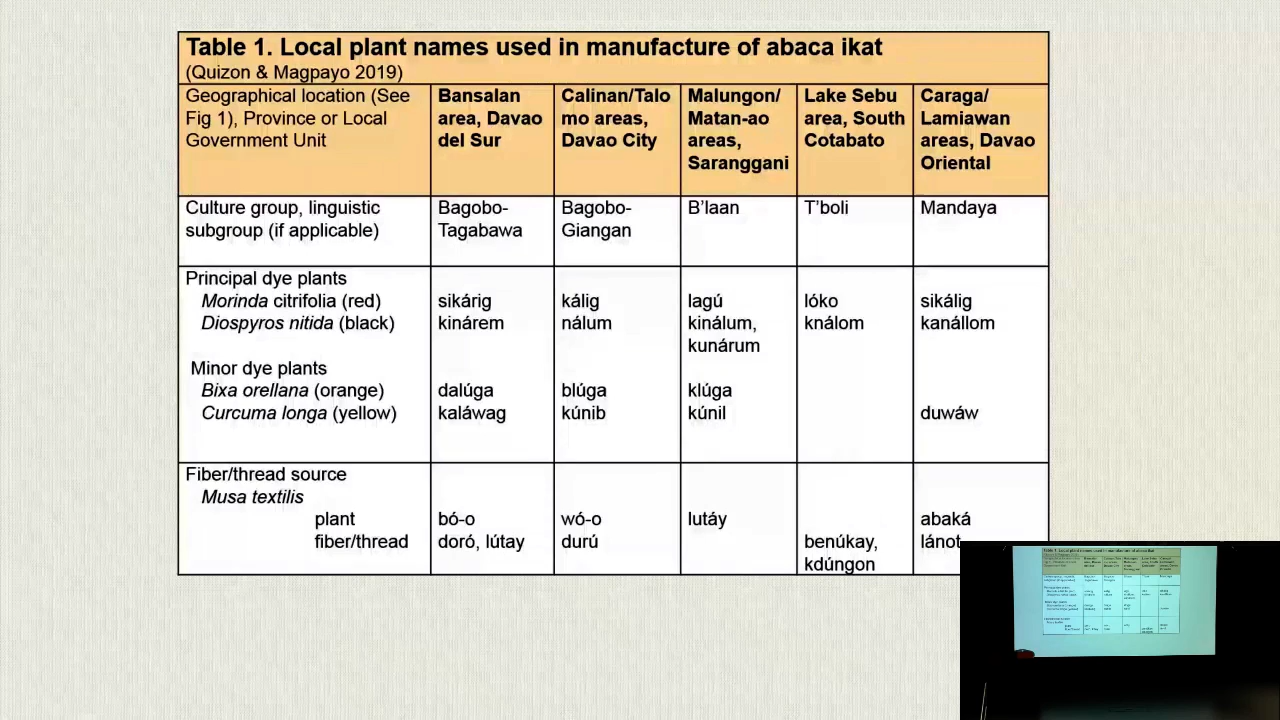 Table 1. Local plant names used in manufacture of abaca ikat
(Quizon & Magpayo 2019)
Geographical location (See Fig 1), Province or Local Government Unit
Bansalan area, Davao del Sur
Calinan/Talo mo areas, Davao City
Malungon/ Matan-ao areas, Saranggani
Lake Sebu area, South Cotabato
Caraga/ Lamiawan areas, Davao Oriental
Culture group, linguistic subgroup (if applicable)
Bagobo-Tagabawa
Bagobo-Giangan
B'laan
T'boli
Mandaya
Principal dye plants
Morinda citrifolia (red) sikárig kálig lagú lóko sikálig
Diospyros nitida (black) kinárem nálum kinálum, knálom kanállom
kunárum
Minor dye plants
Bixa orellana (orange) dalúga blúga klúga
Curcuma longa (yellow) kaláwag kúnib kúnil duwáw
Fiber/thread source
Musa textilis
plant bó-o wó-o lutáy abaká
fiber/thread doró, lútay durú benúkay, lánot
kdúngon